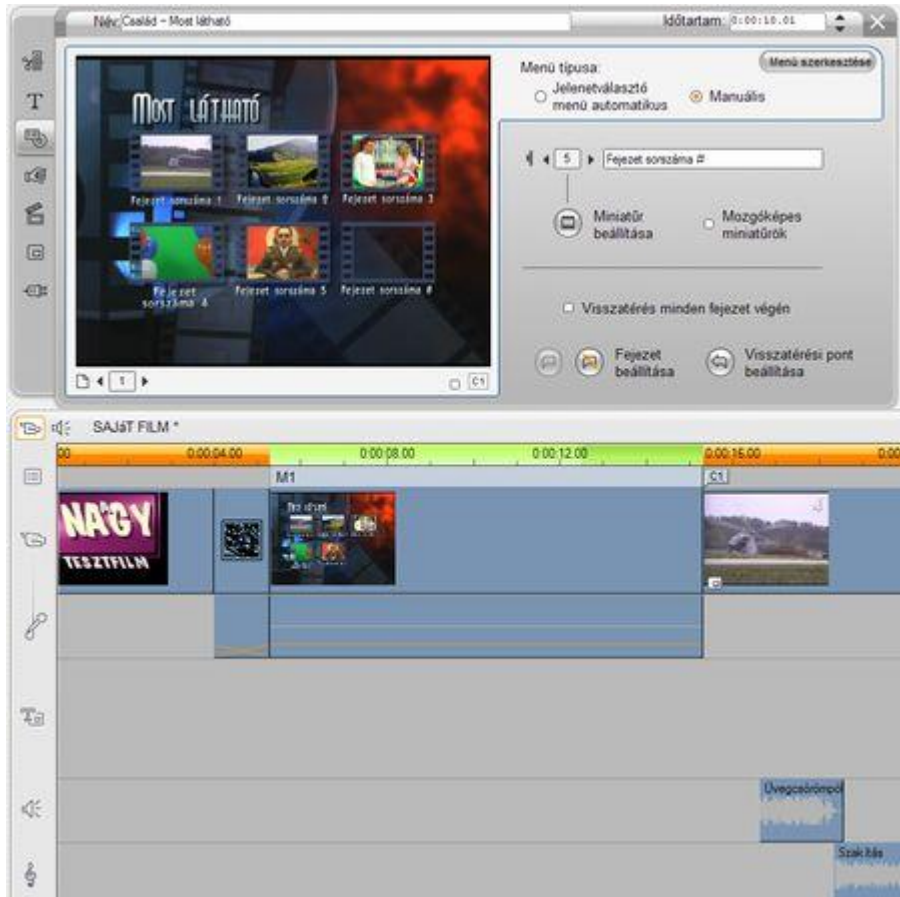 Név: Család - Most látható
Időtartam: 0:00:10.01
Menü típusa:
Menü szerkesztése
Jelenetválasztó
menü automatikus
Manuális
MOST LÁTHATÓ
Fejezet sorszáma 1
Fejezet sorszáma 2
Fejezet sorszáma 3
5
Fejezet sorszáma #
Miniatűr
beállítása
Mozgóképes
miniatűrök
Fejezet
sorszáma 4
Fejezet sorszáma 5
Fejezet sorszáma #
Visszatérés minden fejezet végén
Fejezet
beállítása
Visszatérési pont
beállítása
1
C1
SAJáT FILM *
00
0:00:04.00
0:00:08.00
0:00:12.00
0:00:16.00
0:00
M1
C1
NAGY
TESZTFILM
T
Üvegcsörömpöl
Szakítás